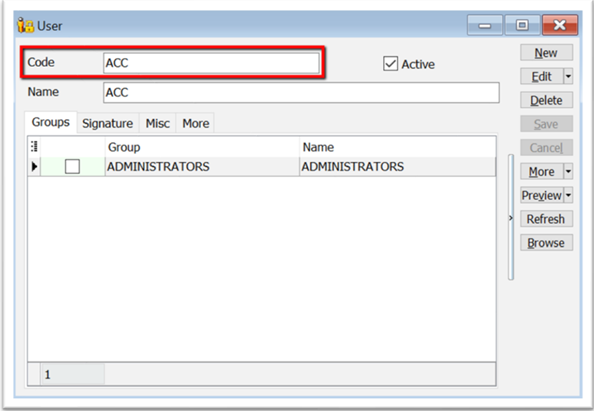 User
Code ACC Active
Name ACC
Groups Signature Misc More
Group Name
ADMINISTRATORS ADMINISTRATORS
1
New
Edit
Delete
Save
Cancel
More
Preview
Refresh
Browse